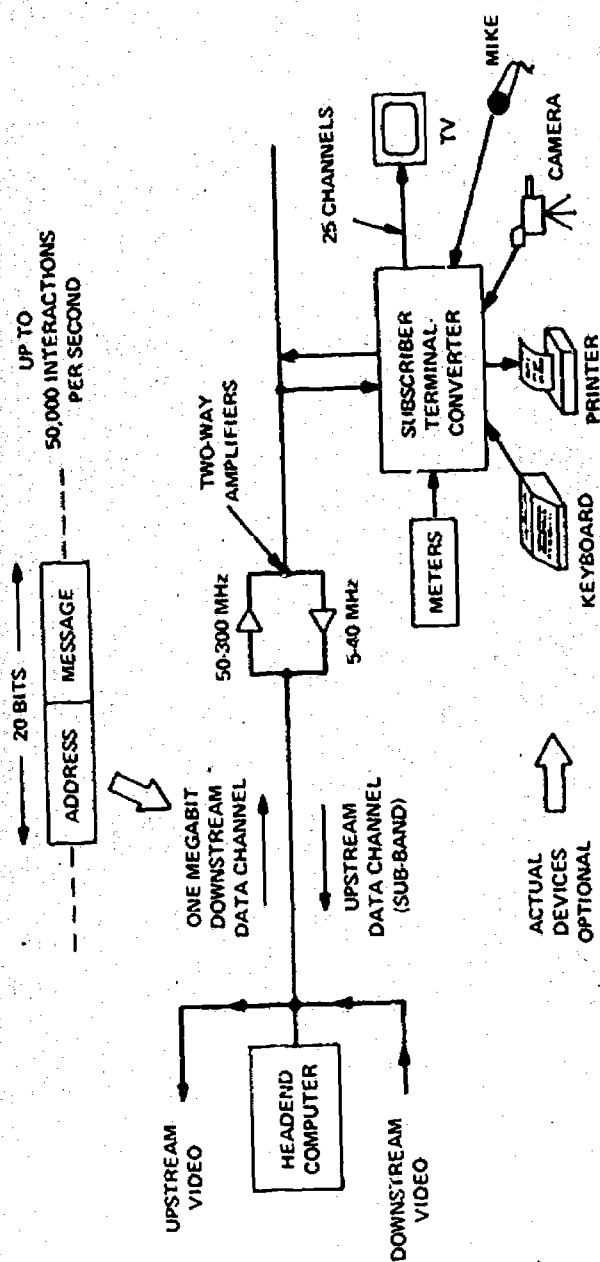 UP TO
50,000 INTERACTIONS
PER SECOND
20 BITS
ADDRESS
MESSAGE
ONE MEGABIT
DOWNSTREAM
DATA CHANNEL
UPSTREAM
DATA CHANNEL
(SUB-BAND)
UPSTREAM
VIDEO
HEADEND
COMPUTER
DOWNSTREAM
VIDEO
50-300 MHz
5-40 MHz
TWO-WAY
AMPLIFIERS
25 CHANNELS
TV
MIKE
CAMERA
SUBSCRIBER
TERMINAL-
CONVERTER
METERS
KEYBOARD
PRINTER
ACTUAL
DEVICES
OPTIONAL